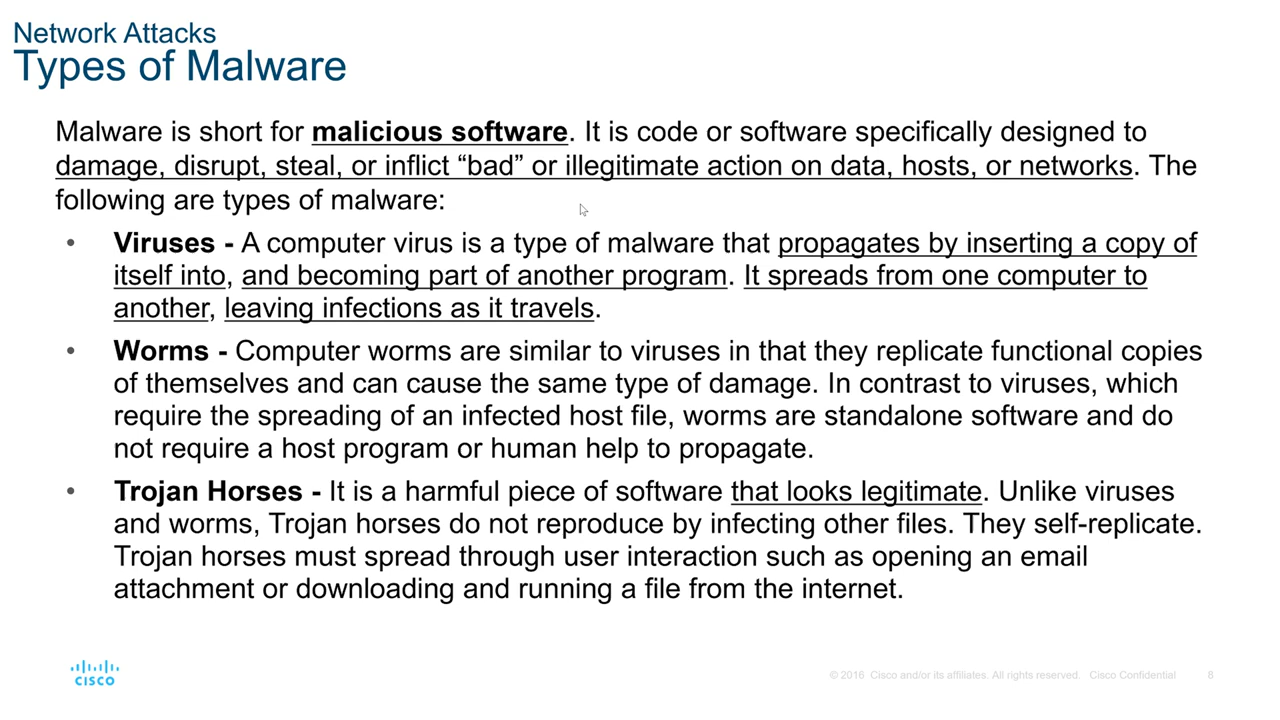 Network Attacks
Types of Malware
Malware is short for malicious software. It is code or software specifically designed to
damage, disrupt, steal, or inflict “bad” or illegitimate action on data, hosts, or networks. The
following are types of malware:
• Viruses - A computer virus is a type of malware that propagates by inserting a copy of
itself into, and becoming part of another program. It spreads from one computer to
another, leaving infections as it travels.
• Worms - Computer worms are similar to viruses in that they replicate functional copies
of themselves and can cause the same type of damage. In contrast to viruses, which
require the spreading of an infected host file, worms are standalone software and do
not require a host program or human help to propagate.
• Trojan Horses - It is a harmful piece of software that looks legitimate. Unlike viruses
and worms, Trojan horses do not reproduce by infecting other files. They self-replicate.
Trojan horses must spread through user interaction such as opening an email
attachment or downloading and running a file from the internet.
CISCO
© 2016 Cisco and/or its affiliates. All rights reserved. Cisco Confidential 8